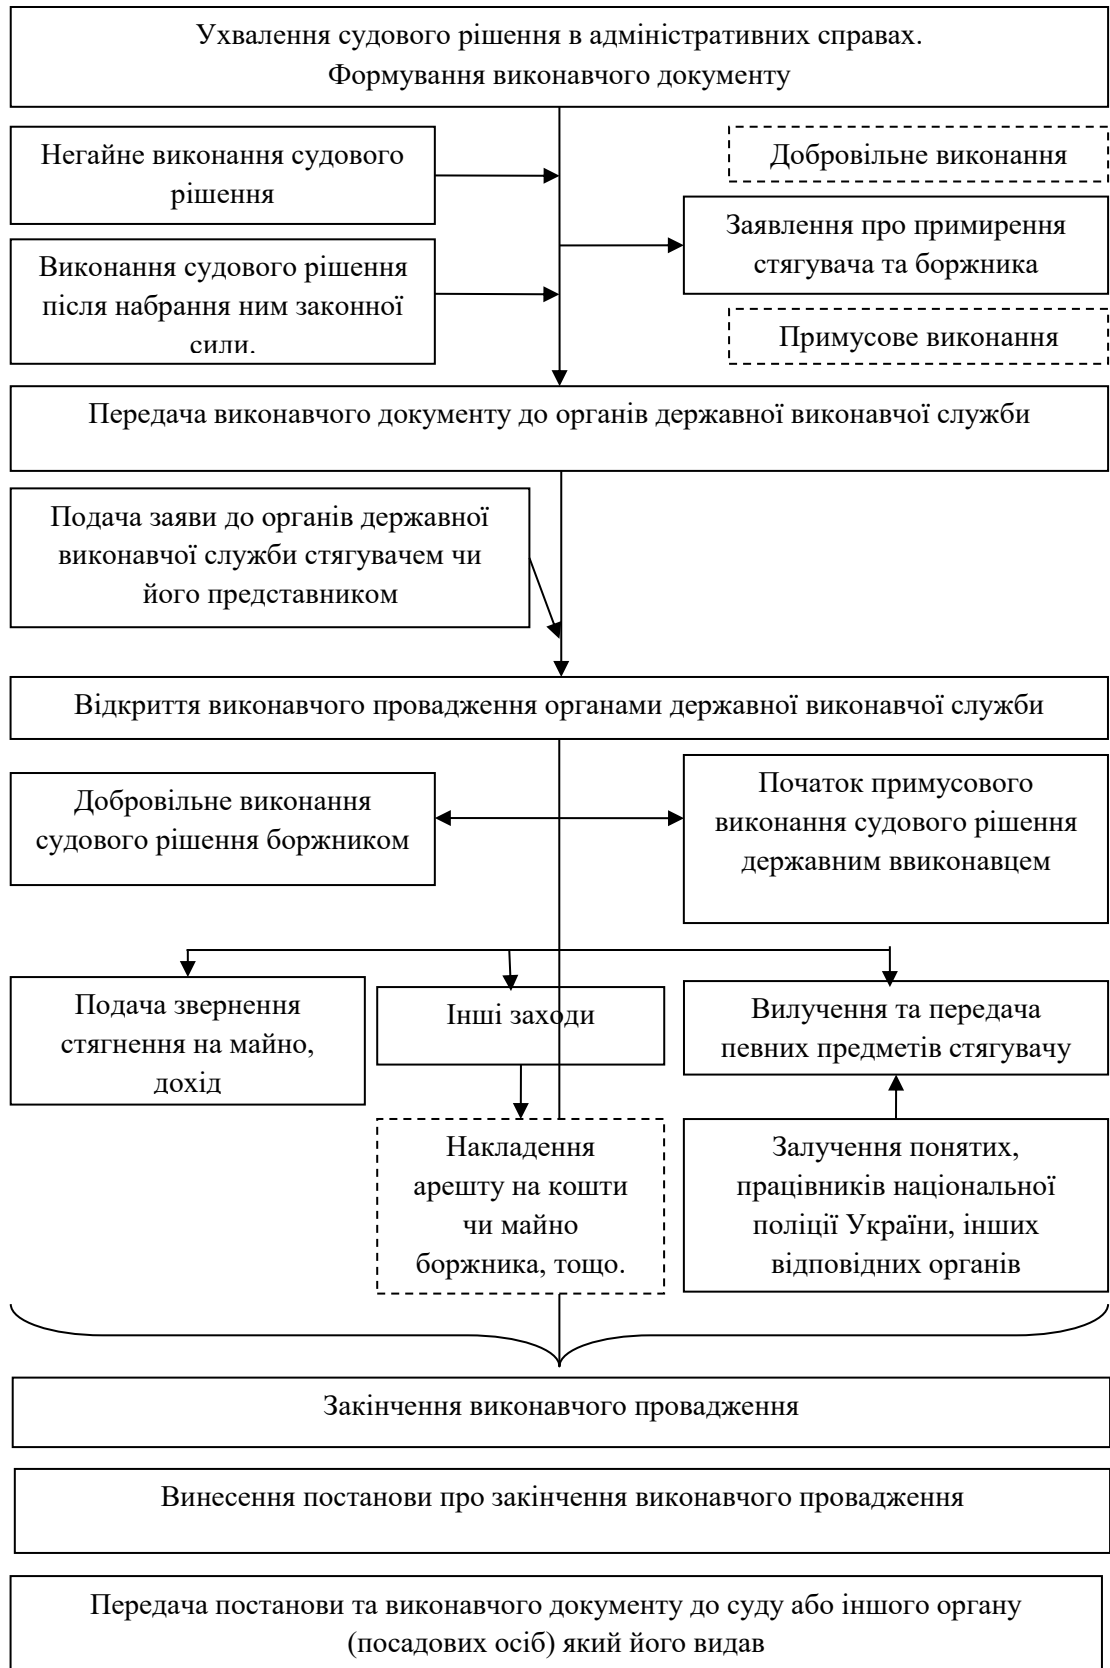 Ухвалення судового рішення в адміністративних справах.
Формування виконавчого документу
Негайне виконання судового
рішення
Добровільне виконання
Заявлення про примирення
стягувача та боржника
Виконання судового рішення
після набрання ним законної
сили.
Примусове виконання
Передача виконавчого документу до органів державної виконавчої служби
Подача заяви до органів державної
виконавчої служби стягувачем чи
його представником
Відкриття виконавчого провадження органами державної виконавчої служби
Добровільне виконання
судового рішення боржником
Початок примусового
виконання судового рішення
державним ввиконавцем
Подача звернення
стягнення на майно,
дохід
Інші заходи
Вилучення та передача
певних предметів стягувачу
Накладення
арешту на кошти
чи майно
боржника, тощо.
Залучення понятих,
працівників національної
поліції України, інших
відповідних органів
Закінчення виконавчого провадження
Винесення постанови про закінчення виконавчого провадження
Передача постанови та виконавчого документу до суду або іншого органу
(посадових осіб) який його видав